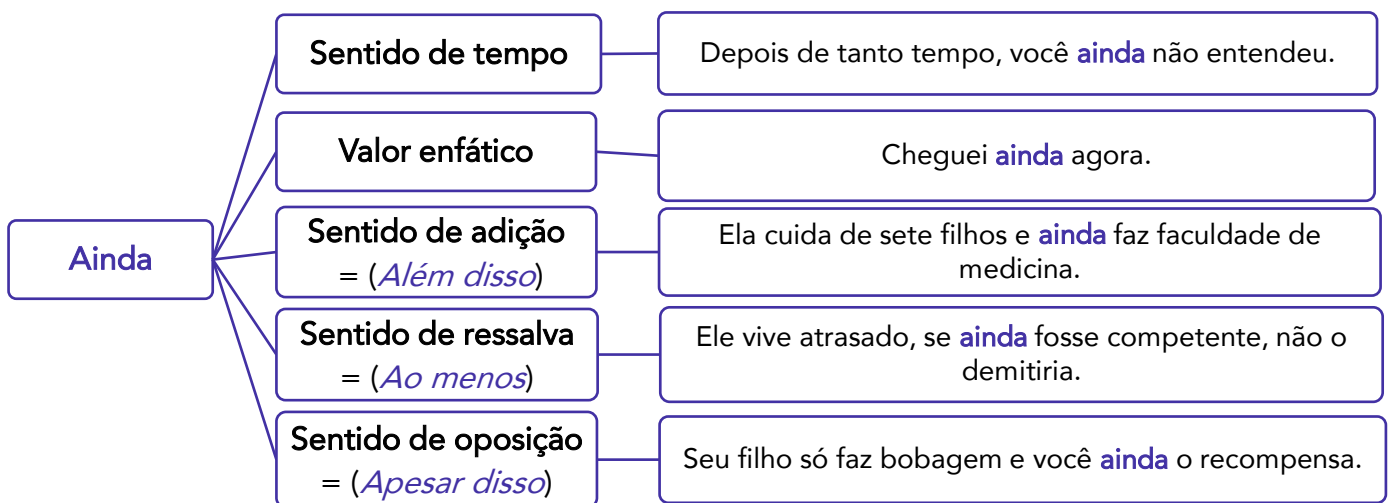 Ainda
Sentido de tempo
Depois de tanto tempo, você ainda não entendeu.
Valor enfático
Cheguei ainda agora.
Sentido de adição
= (Além disso)
Ela cuida de sete filhos e ainda faz faculdade de
medicina.
Sentido de ressalva
= (Ao menos)
Ele vive atrasado, se ainda fosse competente, não o
demitiria.
Sentido de oposição
= (Apesar disso)
Seu filho só faz bobagem e você ainda o recompensa.